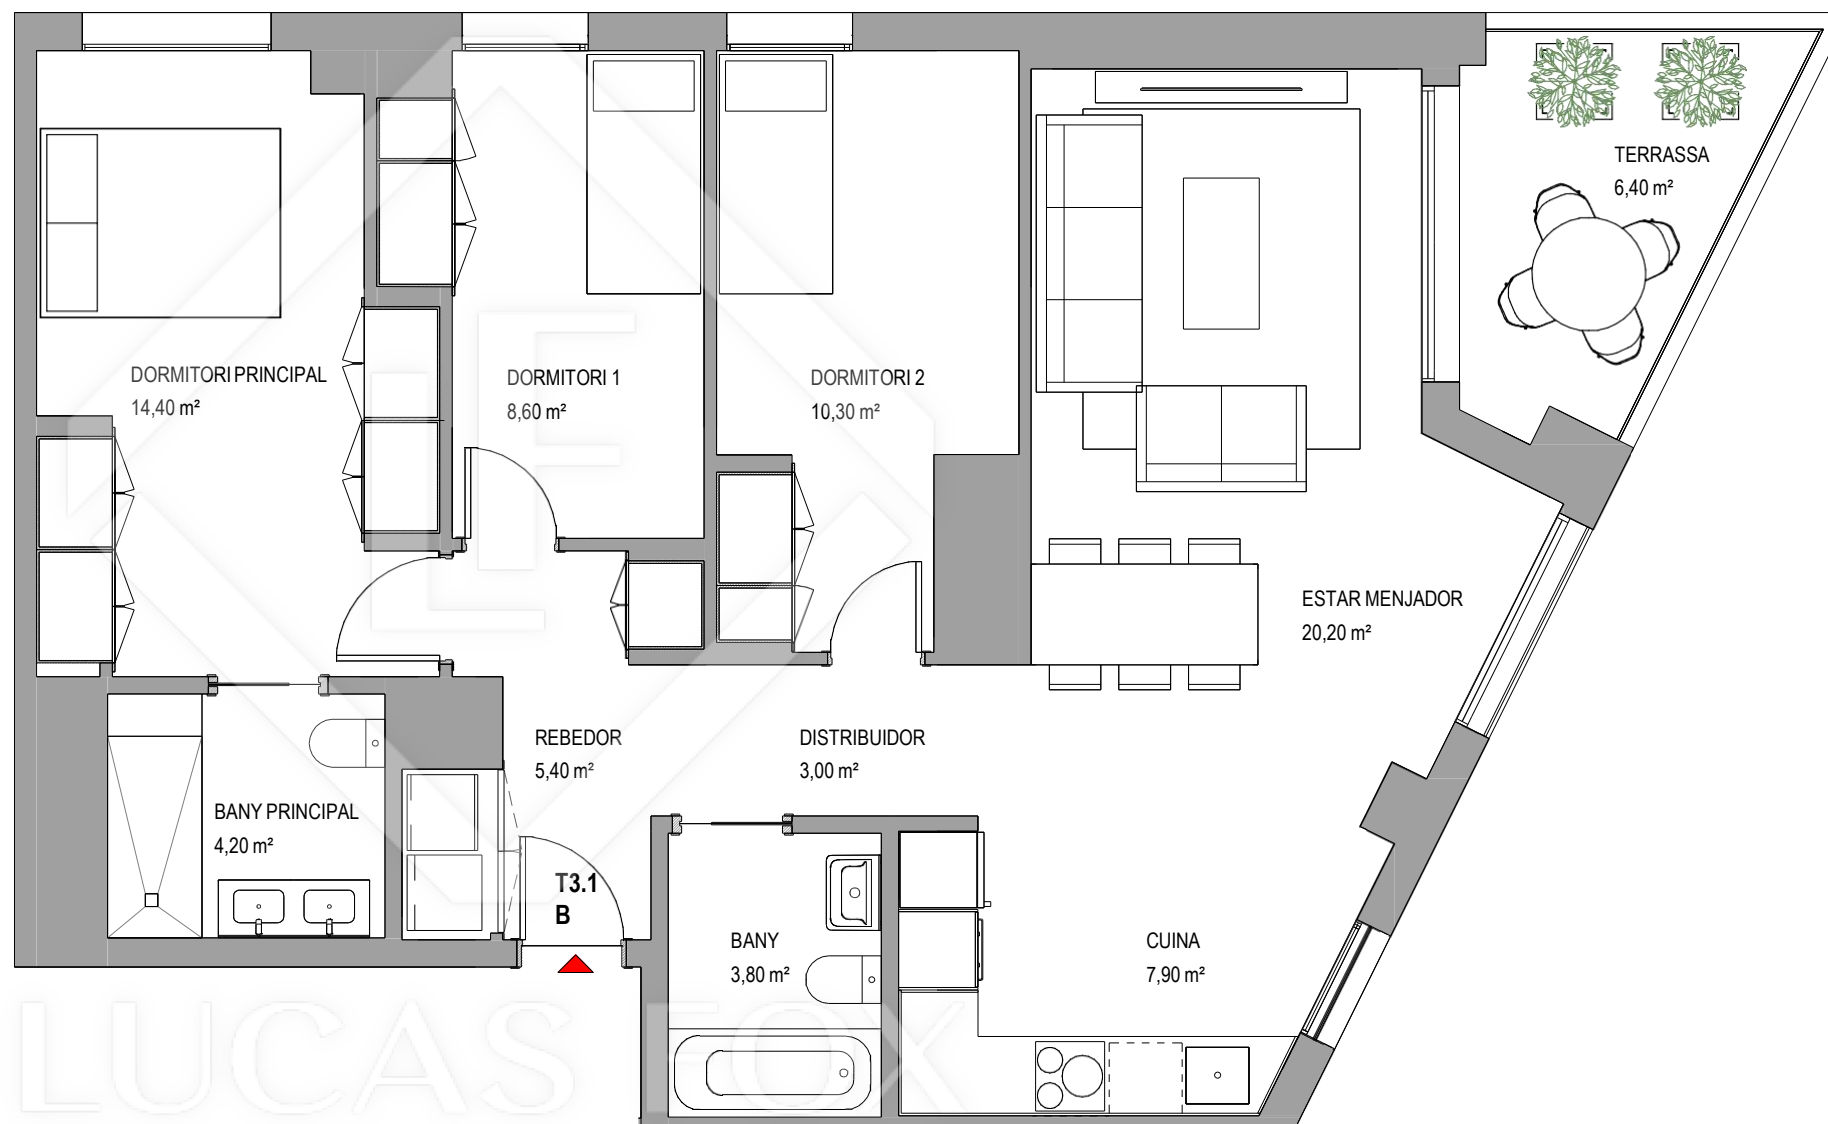 TERRASSA
6,40 m²
DORMITORI PRINCIPAL
14,40 m²
DORMITORI 1
8,60 m²
DORMITORI 2
10,30 m²
ESTAR MENJADOR
20,20 m²
REBEDOR
5,40 m²
DISTRIBUIDOR
3,00 m²
BANY PRINCIPAL
4,20 m²
T3.1
B
BANY
3,80 m²
CUINA
7,90 m²
LUCAS FOX